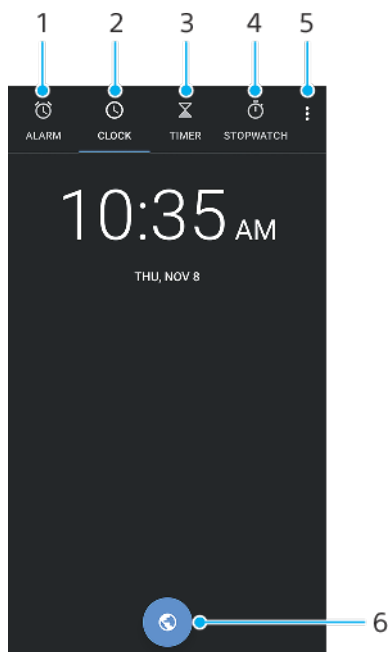 1 2 3 4 5
ALARM CLOCK TIMER STOPWATCH
10:35 AM
THU, NOV 8
6